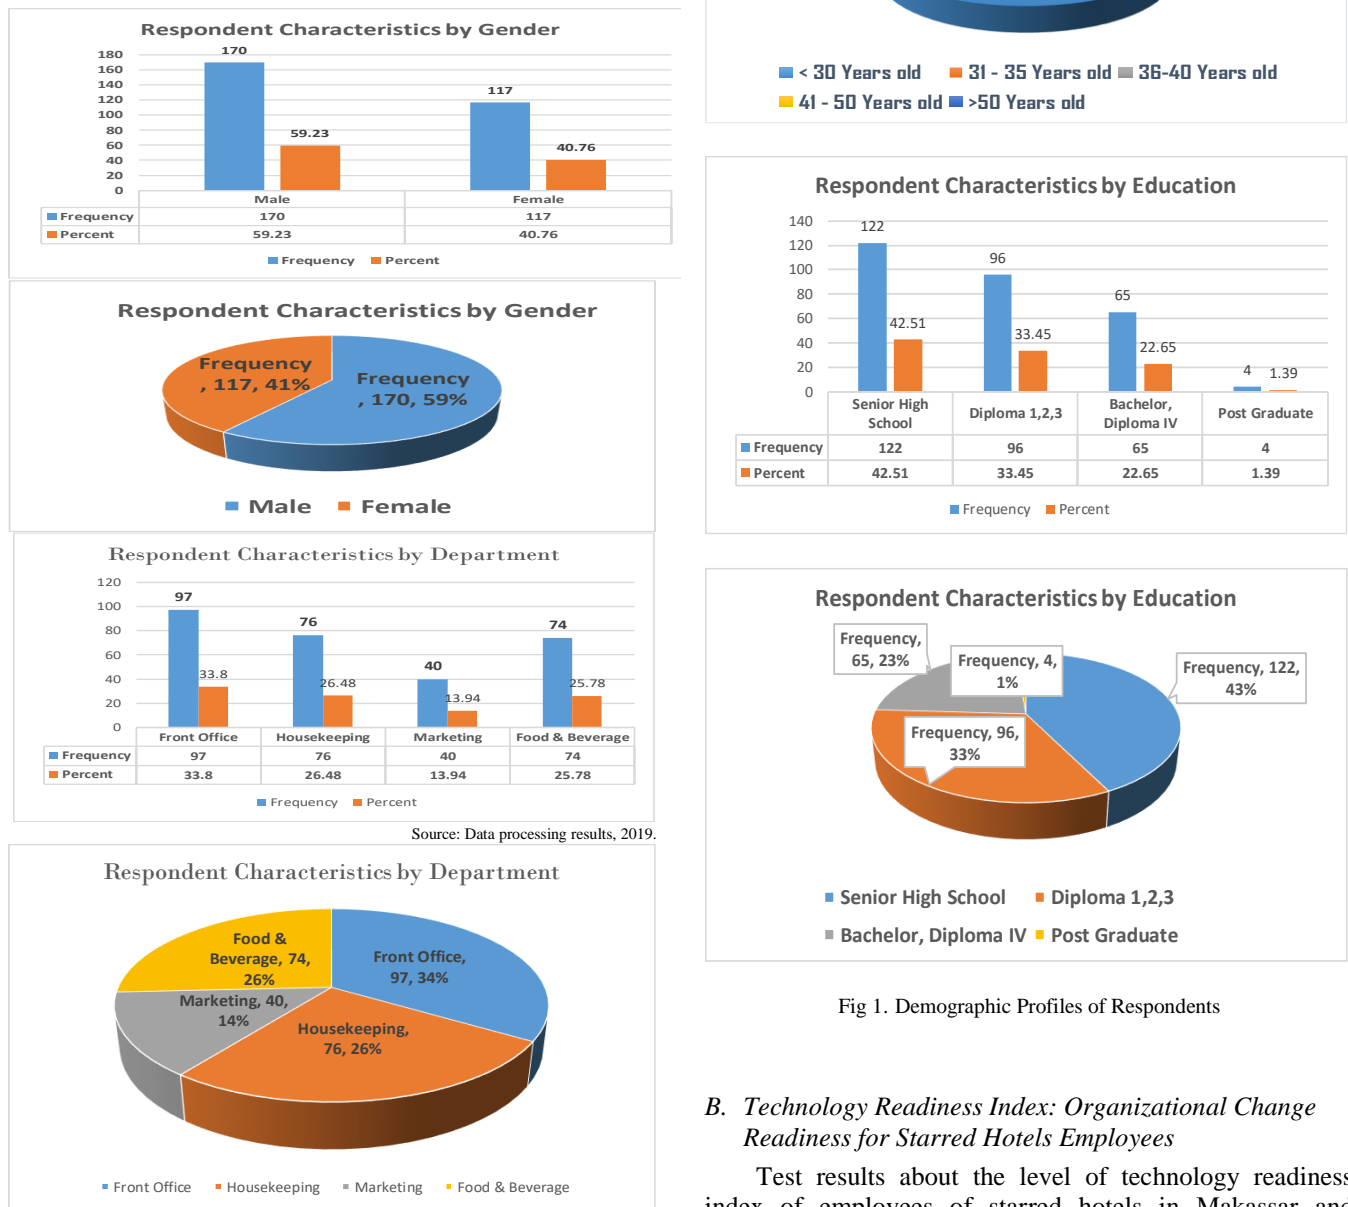 Respondent Characteristics by Gender
180
160
140
120
100
80
60
40
20
0
170
59.23
117
40.76
Male Female
Frequency 170 117
Percent 59.23 40.76
Frequency Percent
Respondent Characteristics by Gender
Frequency
, 117, 41%
Frequency
, 170, 59%
Male Female
Respondent Characteristics by Department
120
100
80
60
40
20
0
97
33.8
76
26.48
40
13.94
74
25.78
Front Office Housekeeping Marketing Food & Beverage
Frequency 97 76 40 74
Percent 33.8 26.48 13.94 25.78
Frequency Percent
Source: Data processing results, 2019.
Respondent Characteristics by Department
Food &
Beverage, 74,
26%
Front Office,
97, 34%
Marketing, 40,
14%
Housekeeping,
76, 26%
Front Office Housekeeping Marketing Food & Beverage
< 30 Years old 31 - 35 Years old 36-40 Years old
41 - 50 Years old >50 Years old
Respondent Characteristics by Education
140
120
100
80
60
40
20
0
122
42.51
96
33.45
65
22.65
4
1.39
Senior High
School
Diploma 1,2,3
Bachelor,
Diploma IV
Post Graduate
Frequency 122 96 65 4
Percent 42.51 33.45 22.65 1.39
Frequency Percent
Respondent Characteristics by Education
Frequency,
65, 23%
Frequency, 4,
1%
Frequency, 122,
43%
Frequency, 96,
33%
Senior High School Diploma 1,2,3
Bachelor, Diploma IV Post Graduate
Fig 1. Demographic Profiles of Respondents
B. Technology Readiness Index: Organizational Change
Readiness for Starred Hotels Employees
Test results about the level of technology readiness
index of employees of starred hotels in Makassar and